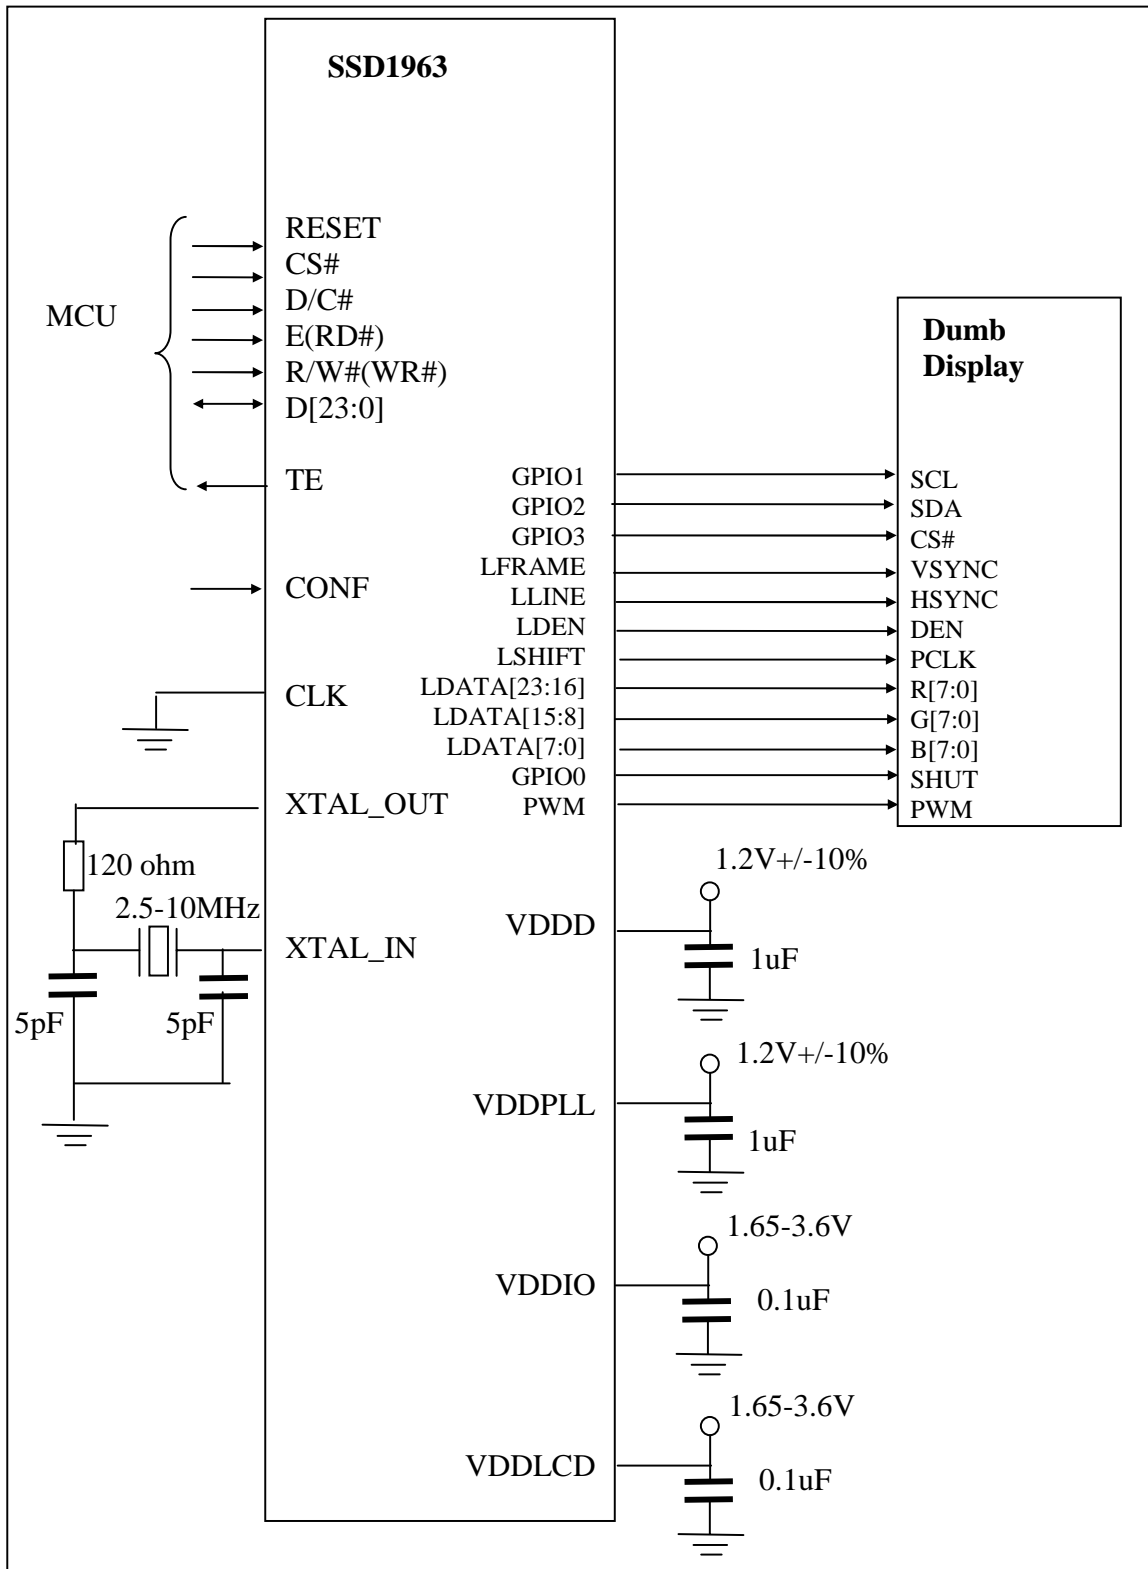 SSD1963
MCU
RESET
CS#
D/C#
E(RD#)
R/W#(WR#)
D[23:0]
TE
CONF
CLK
XTAL_OUT
120 ohm
2.5-10MHz
XTAL_IN
5pF
5pF
GPIO1
GPIO2
GPIO3
LFRAME
LLINE
LDEN
LSHIFT
LDATA[23:16]
LDATA[15:8]
LDATA[7:0]
GPIO0
PWM
Dumb
Display
SCL
SDA
CS#
VSYNC
HSYNC
DEN
PCLK
R[7:0]
G[7:0]
B[7:0]
SHUT
PWM
1.2V+/-10%
VDDD
1uF
1.2V+/-10%
VDDPLL
1uF
1.65-3.6V
VDDIO
0.1uF
1.65-3.6V
VDDLCD
0.1uF